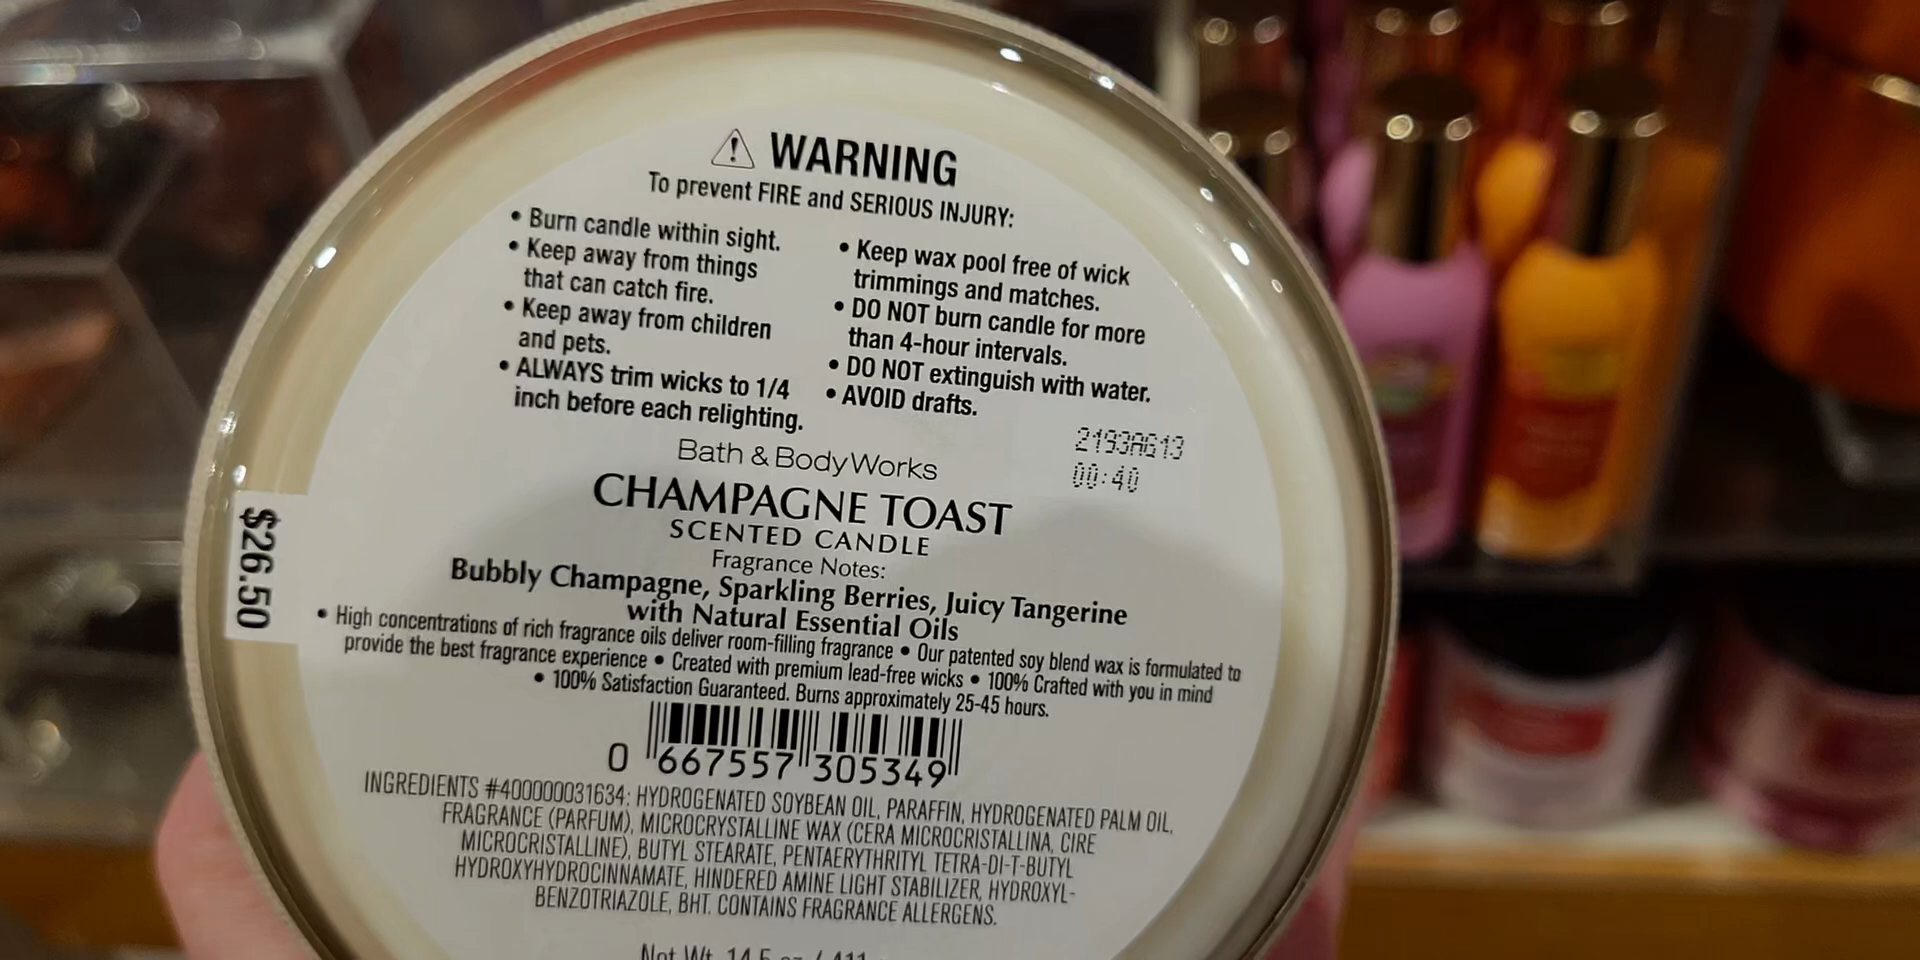 WARNING
To prevent FIRE and SERIOUS INJURY:
• Burn candle within sight.
• Keep away from things
that can catch fire.
• Keep away from children
and pets.
• ALWAYS trim wicks to 1/4
inch before each relighting.
• Keep wax pool free of wick
trimmings and matches.
• DO NOT burn candle for more
than 4-hour intervals.
• DO NOT extinguish with water.
• AVOID drafts.
2193AG13
00:40
Bath & Body Works
CHAMPAGNE TOAST
SCENTED CANDLE
Fragrance Notes:
Bubbly Champagne, Sparkling Berries, Juicy Tangerine
with Natural Essential Oils
• High concentrations of rich fragrance oils deliver room-filling fragrance • Our patented soy blend wax is formulated to
provide the best fragrance experience • Created with premium lead-free wicks • 100% Crafted with you in mind
• 100% Satisfaction Guaranteed. Burns approximately 25-45 hours.
$26.50
0 667557 305349
INGREDIENTS #400000031634: HYDROGENATED SOYBEAN OIL, PARAFFIN, HYDROGENATED PALM OIL,
FRAGRANCE (PARFUM), MICROCRYSTALLINE WAX (CERA MICROCRISTALLINA, CIRE
MICROCRISTALLINE), BUTYL STEARATE, PENTAERYTHRITYL TETRA-DI-T-BUTYL
HYDROXYHYDROCINNAMATE, HINDERED AMINE LIGHT STABILIZER, HYDROXYL-
BENZOTRIAZOLE, BHT. CONTAINS FRAGRANCE ALLERGENS.
Net Wt. 14.5 oz / 411